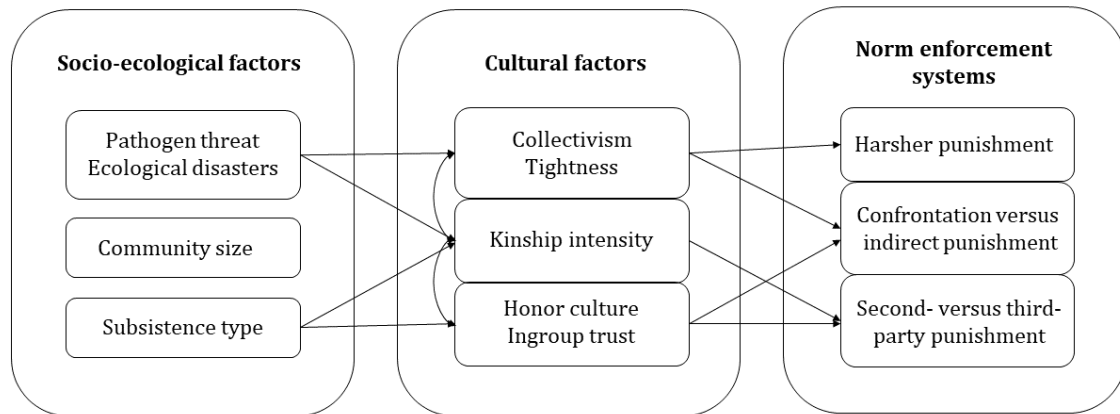 Socio-ecological factors
Pathogen threat
Ecological disasters
Community size
Subsistence type
Cultural factors
Collectivism
Tightness
Kinship intensity
Honor culture
Ingroup trust
Norm enforcement
systems
Harsher punishment
Confrontation versus
indirect punishment
Second- versus third-
party punishment